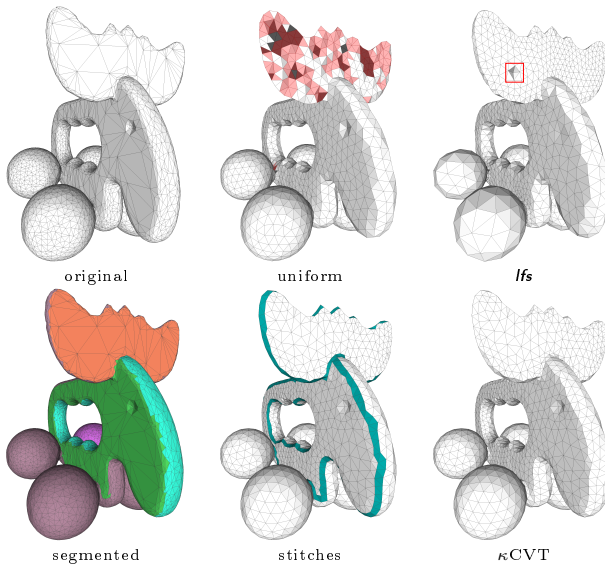 original
uniform
lfs
segmented
stitches
κCVT